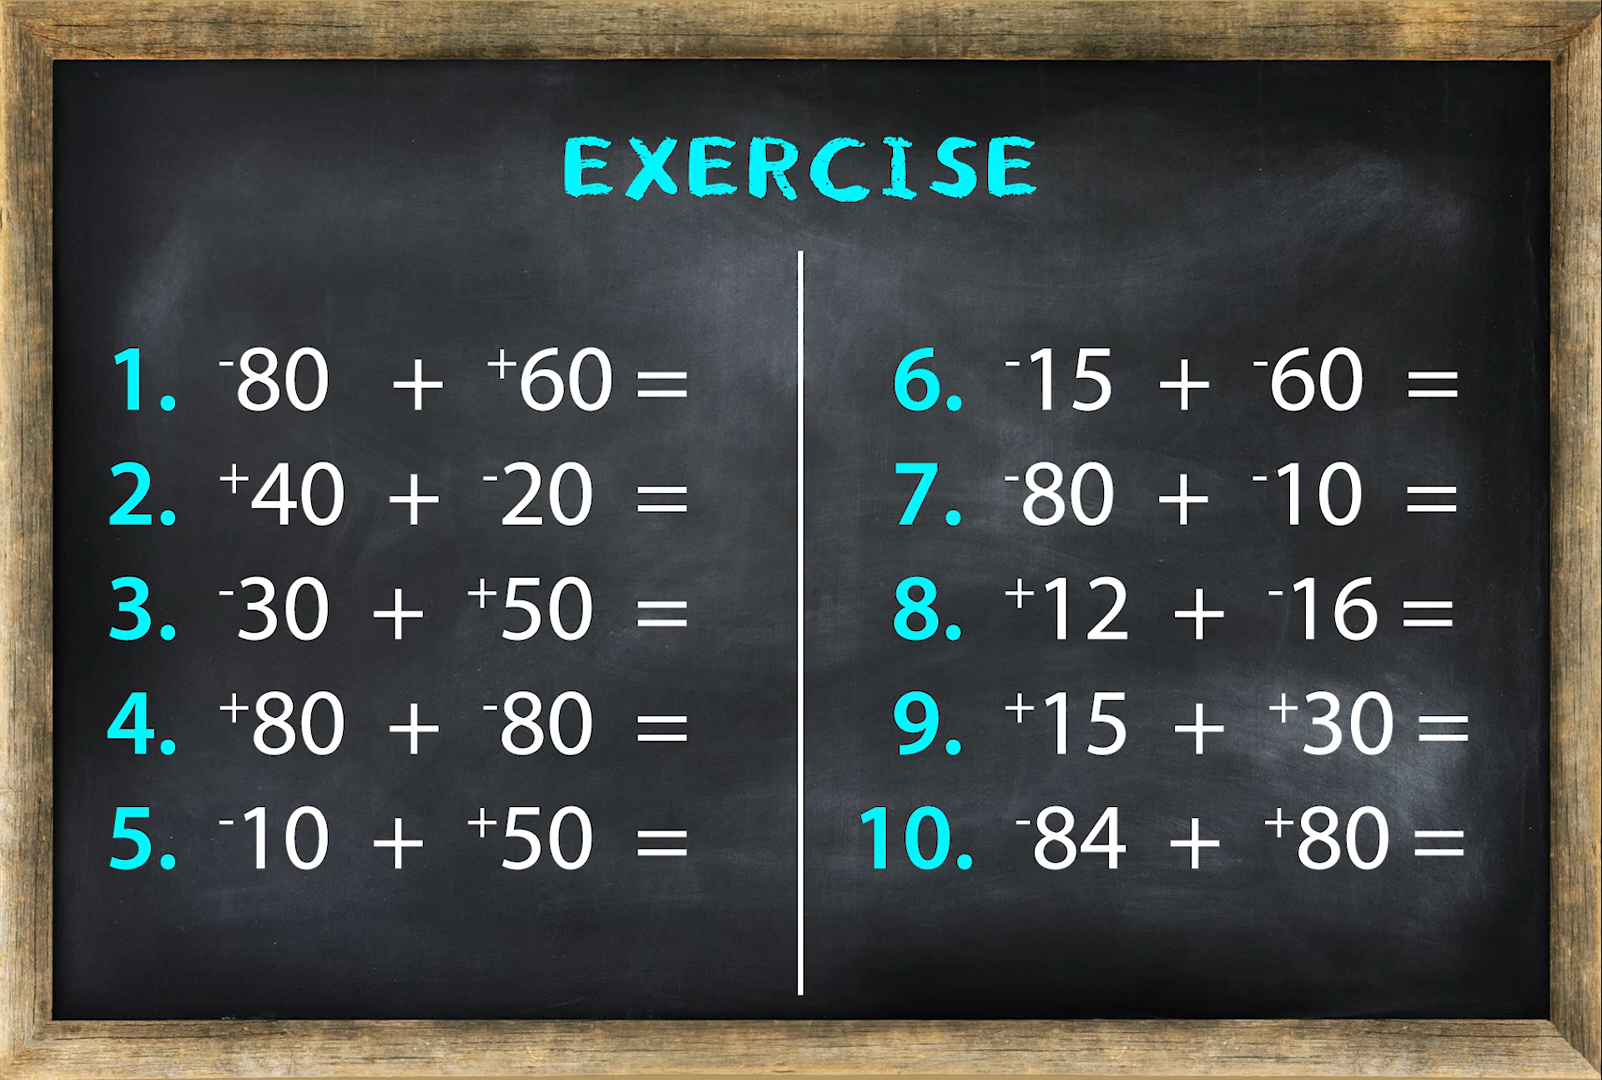 EXERCISE
1. ⁻80 + ⁺60 =
2. ⁺40 + ⁻20 =
3. ⁻30 + ⁺50 =
4. ⁺80 + ⁻80 =
5. ⁻10 + ⁺50 =
6. ⁻15 + ⁻60 =
7. ⁻80 + ⁻10 =
8. ⁺12 + ⁻16 =
9. ⁺15 + ⁺30 =
10. ⁻84 + ⁺80 =